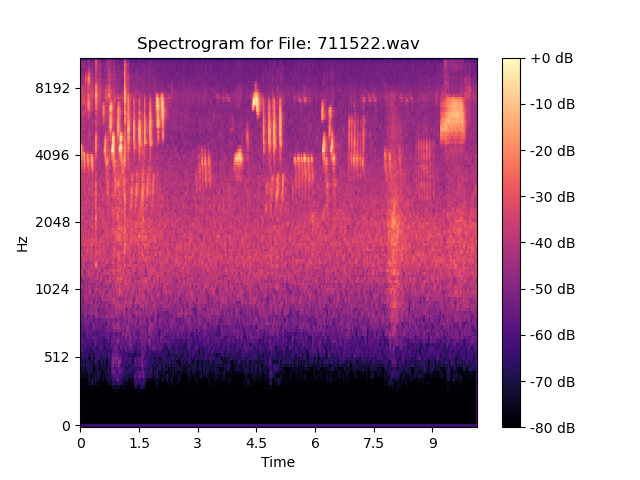 Spectrogram for File: 711522.wav
Hz
8192
4096
2048
1024
512
0
0 1.5 3 4.5 6 7.5 9
Time
+0 dB
-10 dB
-20 dB
-30 dB
-40 dB
-50 dB
-60 dB
-70 dB
-80 dB